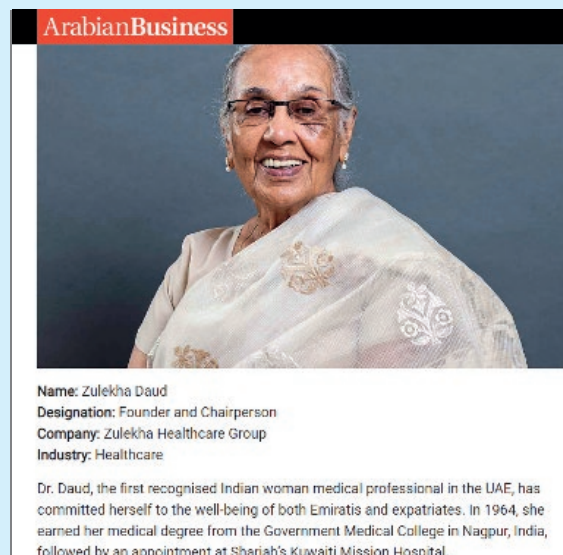 ArabianBusiness
Name: Zulekha Daud
Designation: Founder and Chairperson
Company: Zulekha Healthcare Group
Industry: Healthcare
Dr. Daud, the first recognised Indian woman medical professional in the UAE, has
committed herself to the well-being of both Emiratis and expatriates. In 1964, she
earned her medical degree from the Government Medical College in Nagpur, India,
followed by an appointment at Sharjah's Kuwaiti Mission Hospital.